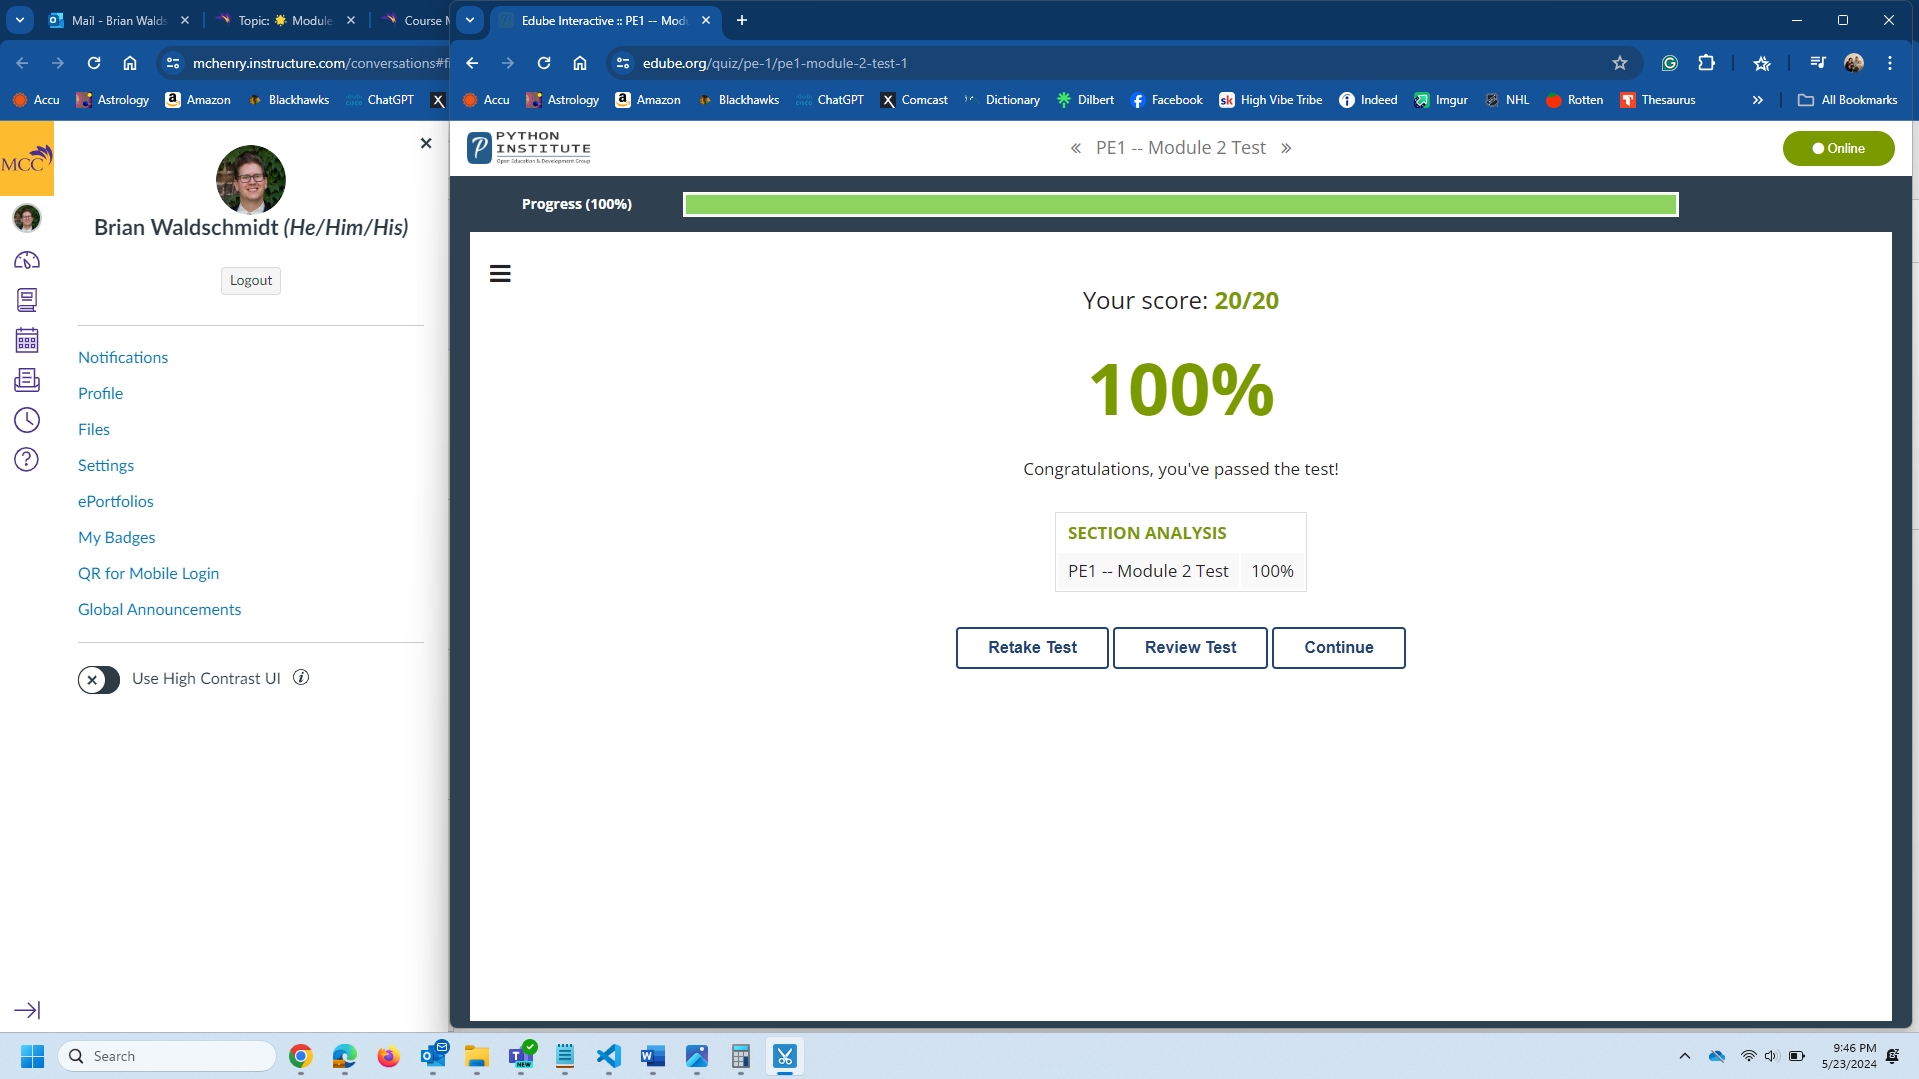 Mail - Brian Walds
Topic: Module
Course M
mchenry.instructure.com/conversations#fi
Accu
Astrology
Amazon
Blackhawks
ChatGPT
MCC
Brian Waldschmidt (He/Him/His)
Logout
Notifications
Profile
Files
Settings
ePortfolios
My Badges
QR for Mobile Login
Global Announcements
Use High Contrast UI
Edube Interactive :: PE1 -- Modu
edube.org/quiz/pe-1/pe1-module-2-test-1
Accu
Astrology
Amazon
Blackhawks
ChatGPT
Comcast
Dictionary
Dilbert
Facebook
High Vibe Tribe
Indeed
Imgur
NHL
Rotten
Thesaurus
All Bookmarks
PYTHON
INSTITUTE
Open Education & Development Group
« PE1 -- Module 2 Test »
Online
Progress (100%)
Your score: 20/20
100%
Congratulations, you've passed the test!
SECTION ANALYSIS
PE1 -- Module 2 Test 100%
Retake Test
Review Test
Continue
Search
9:46 PM
5/23/2024